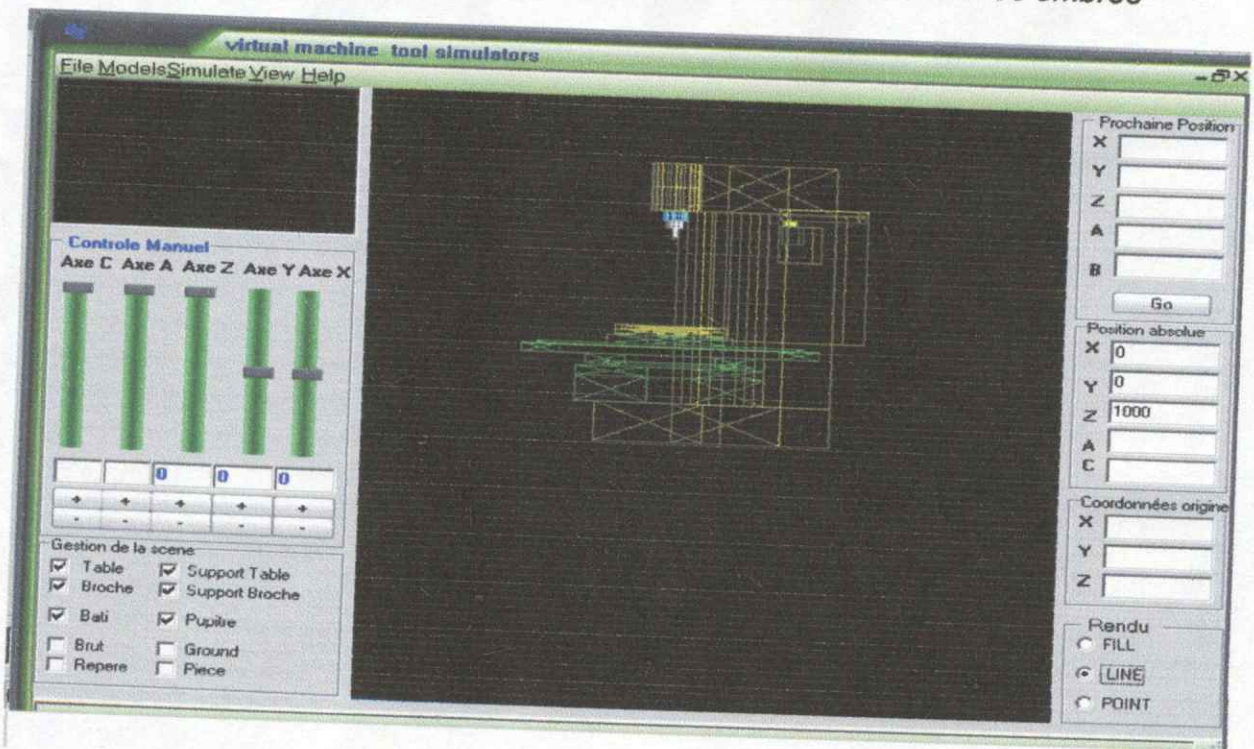 virtual machine tool simulators
File Models Simulate View Help
Controle Manuel
Axe C Axe A Axe Z Axe Y Axe X
0 0 0
+ + + + +
- - - - -
Gestion de la scene
Table Support Table
Broche Support Broche
Bati Pupitre
Brut Ground
Repere Piece
Prochaine Position
X
Y
Z
A
B
Go
Position absolue
X 0
Y 0
Z 1000
A
C
Coordonnées origine
X
Y
Z
Rendu
FILL
LINE
POINT